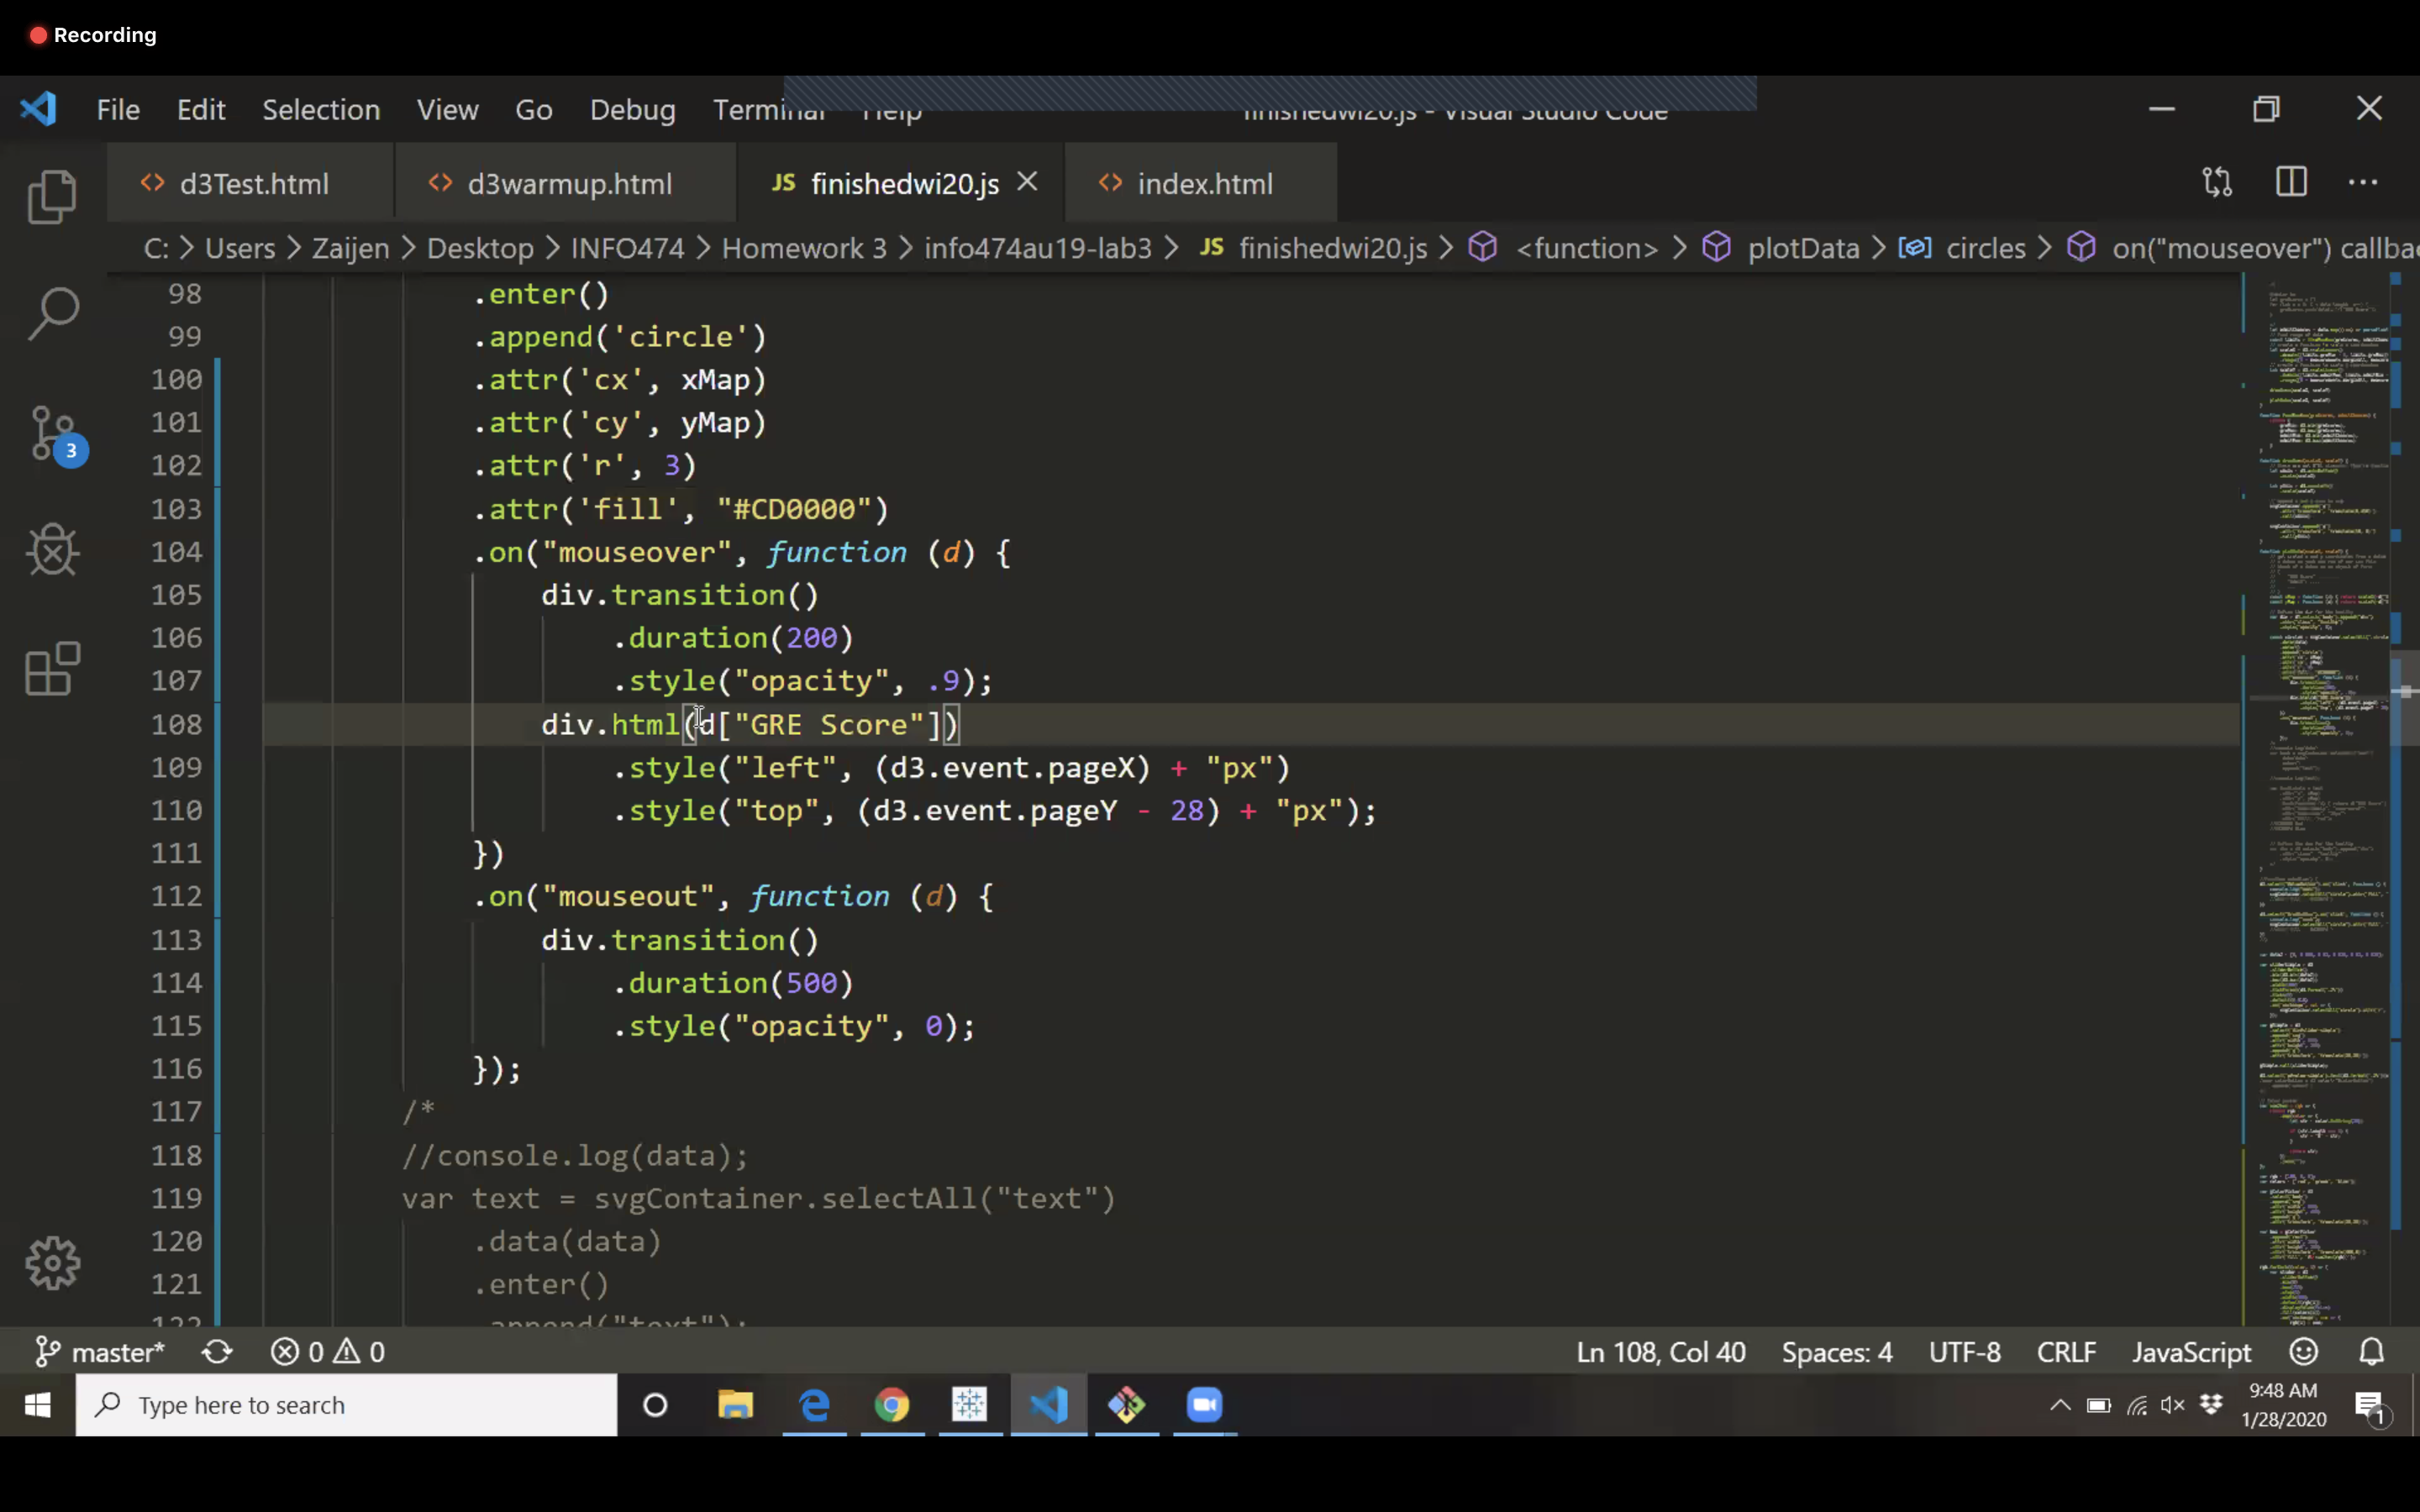 Recording
File Edit Selection View Go Debug Terminal Help finishedwi20.js - Visual Studio Code
d3Test.html d3warmup.html JS finishedwi20.js index.html
C: > Users > Zaijen > Desktop > INFO474 > Homework 3 > info474au19-lab3 > JS finishedwi20.js > <function> > plotData > circles > on("mouseover") callba
98 .enter()
99 .append('circle')
100 .attr('cx', xMap)
101 .attr('cy', yMap)
102 .attr('r', 3)
103 .attr('fill', "#CD0000")
104 .on("mouseover", function (d) {
105 div.transition()
106 .duration(200)
107 .style("opacity", .9);
108 div.html(d["GRE Score"])
109 .style("left", (d3.event.pageX) + "px")
110 .style("top", (d3.event.pageY - 28) + "px");
111 })
112 .on("mouseout", function (d) {
113 div.transition()
114 .duration(500)
115 .style("opacity", 0);
116 });
117 /*
118 //console.log(data);
119 var text = svgContainer.selectAll("text")
120 .data(data)
121 .enter()
122 .append("text");
3
master* 0 0 Ln 108, Col 40 Spaces: 4 UTF-8 CRLF JavaScript
Type here to search
9:48 AM
1/28/2020
1